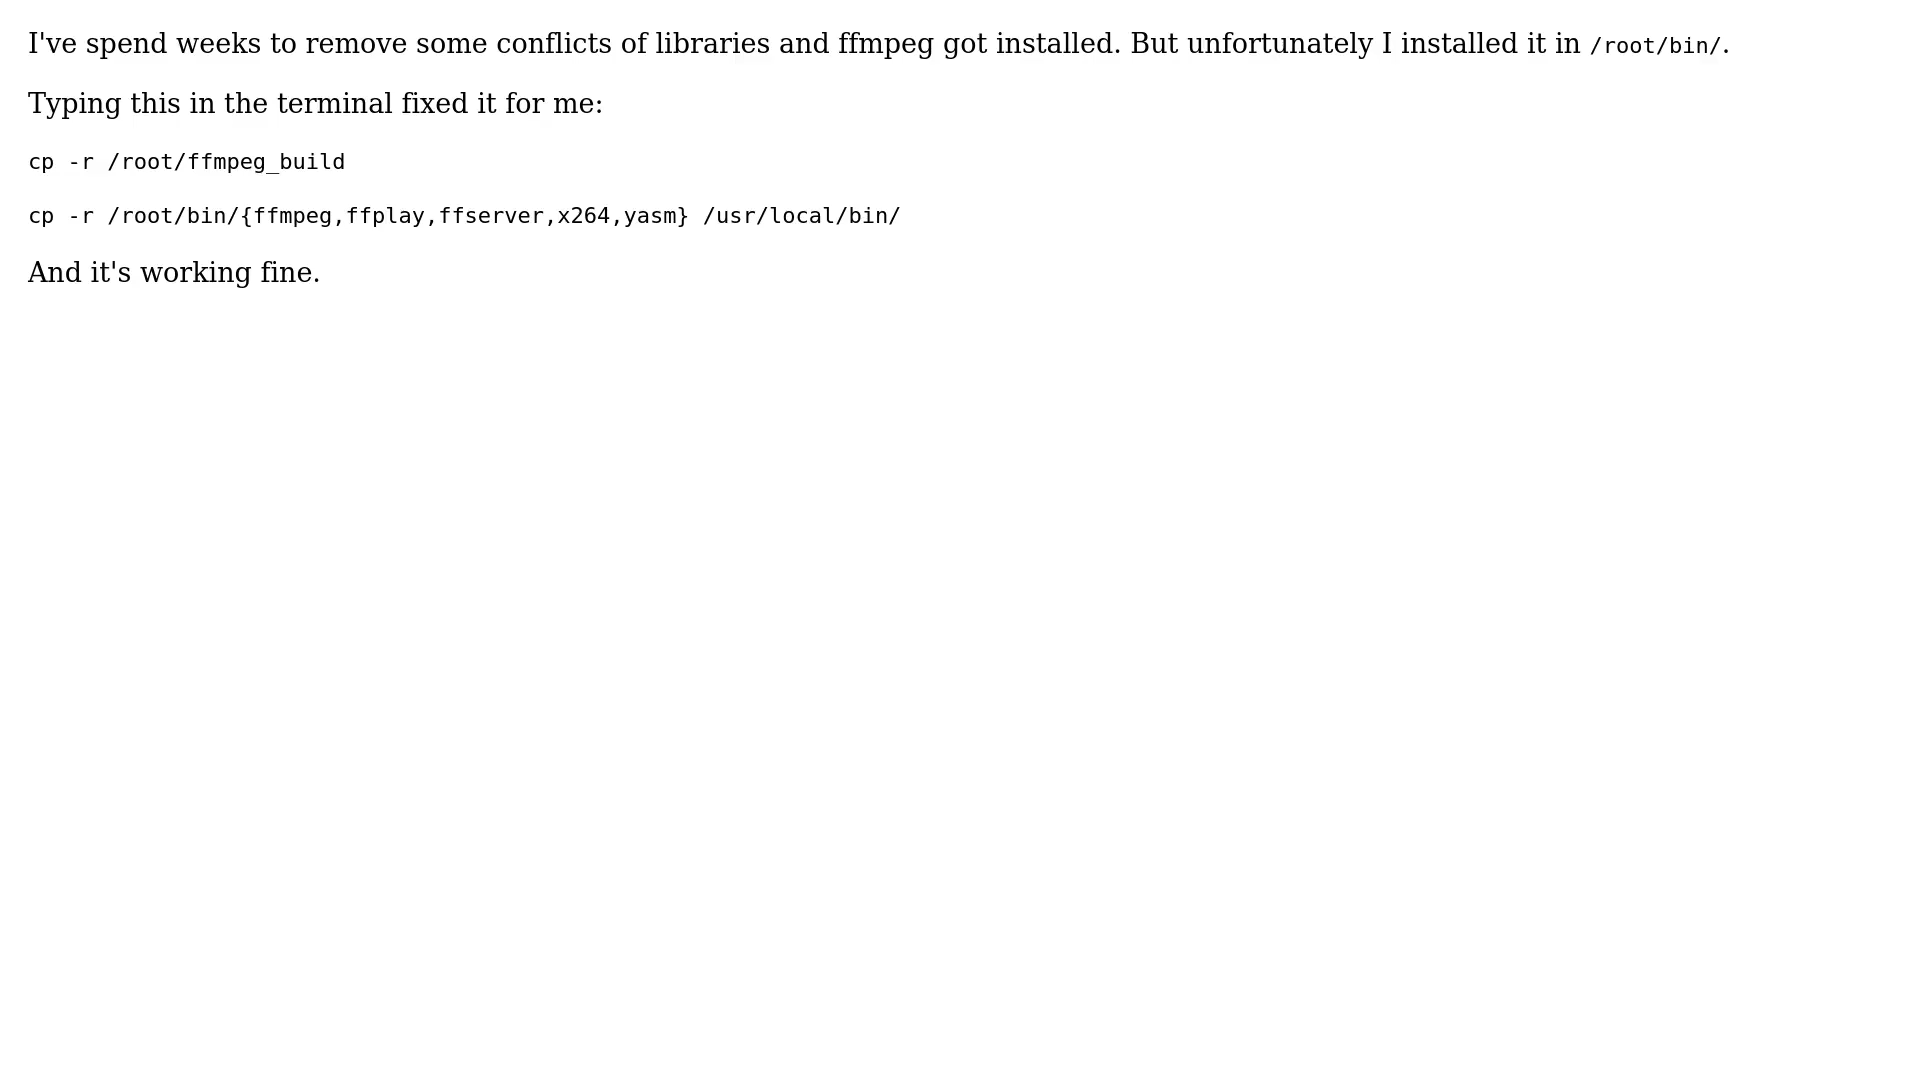 I've spend weeks to remove some conflicts of libraries and ffmpeg got installed. But unfortunately I installed it in /root/bin/.
Typing this in the terminal fixed it for me:
cp -r /root/ffmpeg_build
cp -r /root/bin/{ffmpeg,ffplay,ffserver,x264,yasm} /usr/local/bin/
And it's working fine.